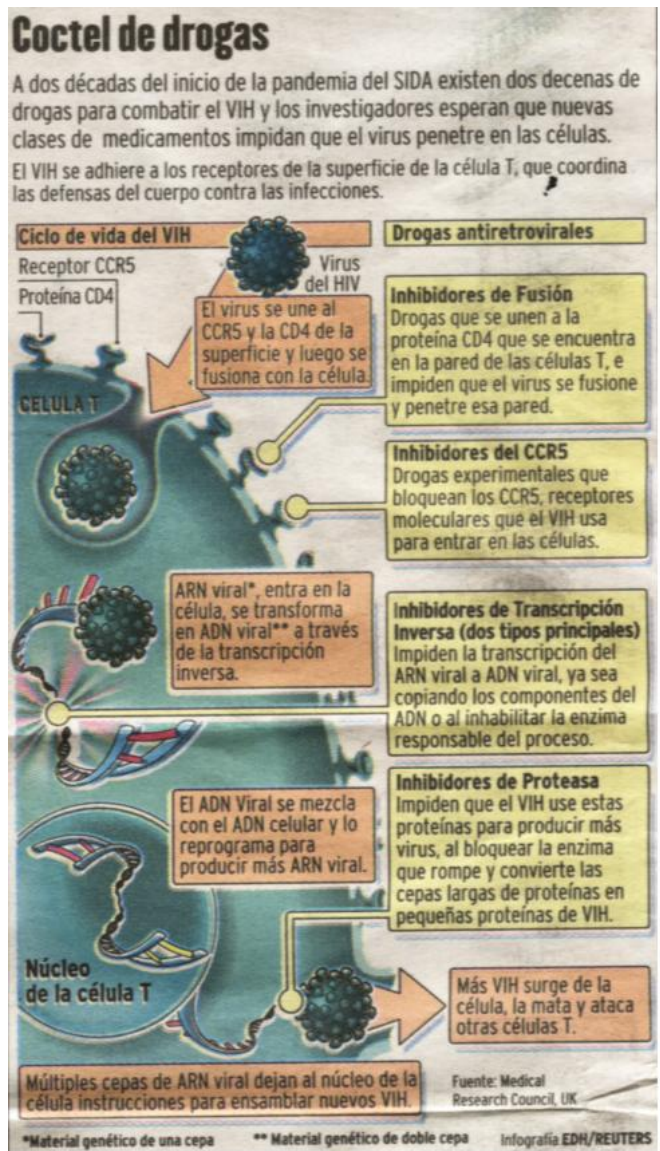 Coctel de drogas
A dos décadas del inicio de la pandemia del SIDA existen dos decenas de
drogas para combatir el VIH y los investigadores esperan que nuevas
clases de medicamentos impidan que el virus penetre en las células.
El VIH se adhiere a los receptores de la superficie de la célula T, que coordina
las defensas del cuerpo contra las infecciones.
Ciclo de vida del VIH
Receptor CCR5
Proteína CD4
Virus
del HIV
El virus se une al
CCR5 y la CD4 de la
superficie y luego se
fusiona con la célula.
CELULA T
ARN viral*, entra en la
célula, se transforma
en ADN viral** a través
de la transcripción
inversa.
El ADN Viral se mezcla
con el ADN celular y lo
reprograma para
producir más ARN viral.
Núcleo
de la célula T
Múltiples cepas de ARN viral dejan al núcleo de la
célula instrucciones para ensamblar nuevos VIH.
Drogas antiretrovirales
Inhibidores de Fusión
Drogas que se unen a la
proteína CD4 que se encuentra
en la pared de las células T, e
impiden que el virus se fusione
y penetre esa pared.
Inhibidores del CCR5
Drogas experimentales que
bloquean los CCR5, receptores
moleculares que el VIH usa
para entrar en las células.
Inhibidores de Transcripción
Inversa (dos tipos principales)
Impiden la transcripción del
ARN viral a ADN viral, ya sea
copiando los componentes del
ADN o al inhabilitar la enzima
responsable del proceso.
Inhibidores de Proteasa
Impiden que el VIH use estas
proteínas para producir más
virus, al bloquear la enzima
que rompe y convierte las
cepas largas de proteínas en
pequeñas proteínas de VIH.
Más VIH surge de la
célula, la mata y ataca
otras células T.
Fuente: Medical
Research Council, UK
*Material genético de una cepa
** Material genético de doble cepa
Infografía EDH/REUTERS